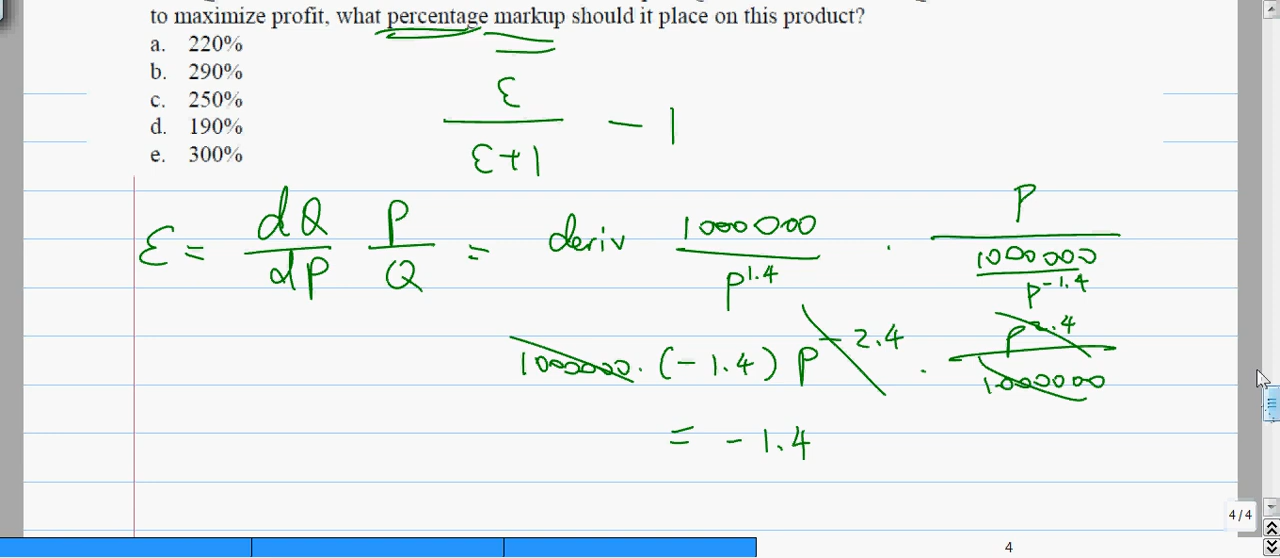 to maximize profit, what percentage markup should it place on this product?
a. 220%
b. 290%
c. 250%
d. 190%
e. 300%
ε / (ε+1) - 1
ε = dQ/dP P/Q = deriv 1000000/P^1.4 · P/(1000000/P^-1.4)
1000000 · (-1.4) P^-2.4 · P^2.4/1000000
= -1.4
4/4
4